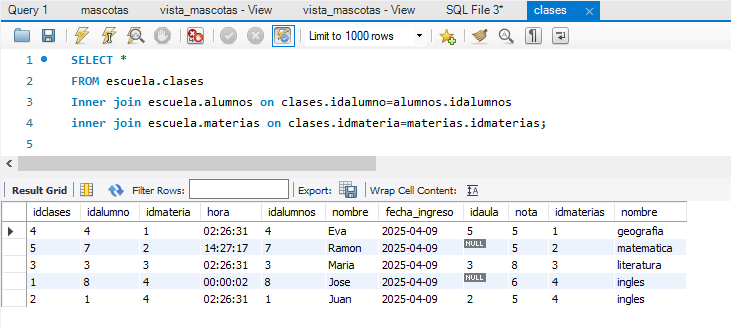 Query 1 mascotas vista_mascotas - View vista_mascotas - View SQL File 3* clases
Limit to 1000 rows
1 SELECT *
2 FROM escuela.clases
3 Inner join escuela.alumnos on clases.idalumno=alumnos.idalumnos
4 inner join escuela.materias on clases.idmateria=materias.idmaterias;
5
Result Grid Filter Rows: Export: Wrap Cell Content:
idclases idalumno idmateria hora idalumnos nombre fecha_ingreso idaula nota idmaterias nombre
4 4 1 02:26:31 4 Eva 2025-04-09 5 5 1 geografia
5 7 2 14:27:17 7 Ramon 2025-04-09 NULL 5 2 matematica
3 3 3 02:26:31 3 Maria 2025-04-09 3 8 3 literatura
1 8 4 00:00:02 8 Jose 2025-04-09 NULL 6 4 ingles
2 1 4 02:26:31 1 Juan 2025-04-09 2 5 4 ingles